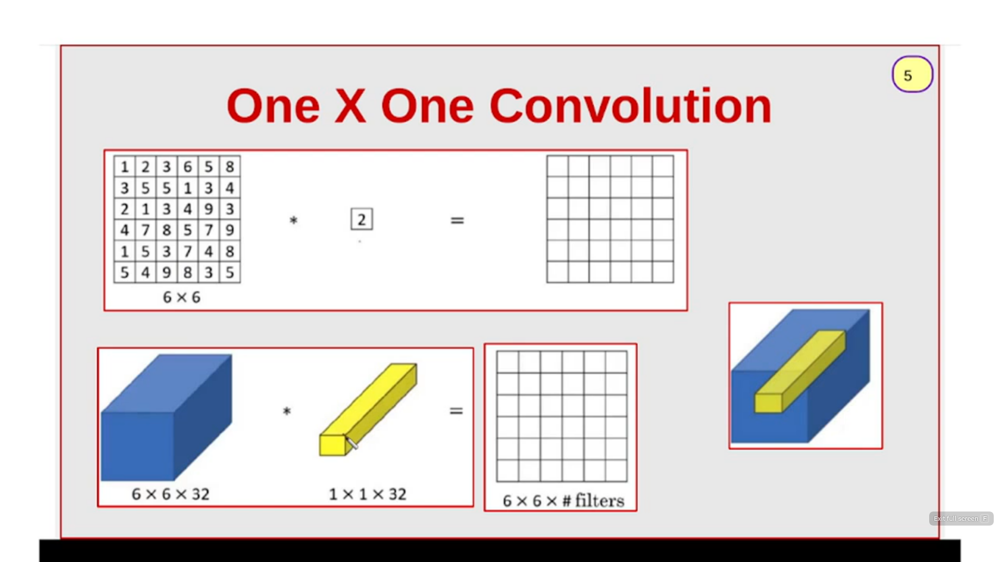 5
One X One Convolution
1 2 3 6 5 8
3 5 5 1 3 4
2 1 3 4 9 3
4 7 8 5 7 9
1 5 3 7 4 8
5 4 9 8 3 5
* 2 =
6 × 6
* =
6 × 6 × 32
1 × 1 × 32
6 × 6 × # filters
Exit full screen F